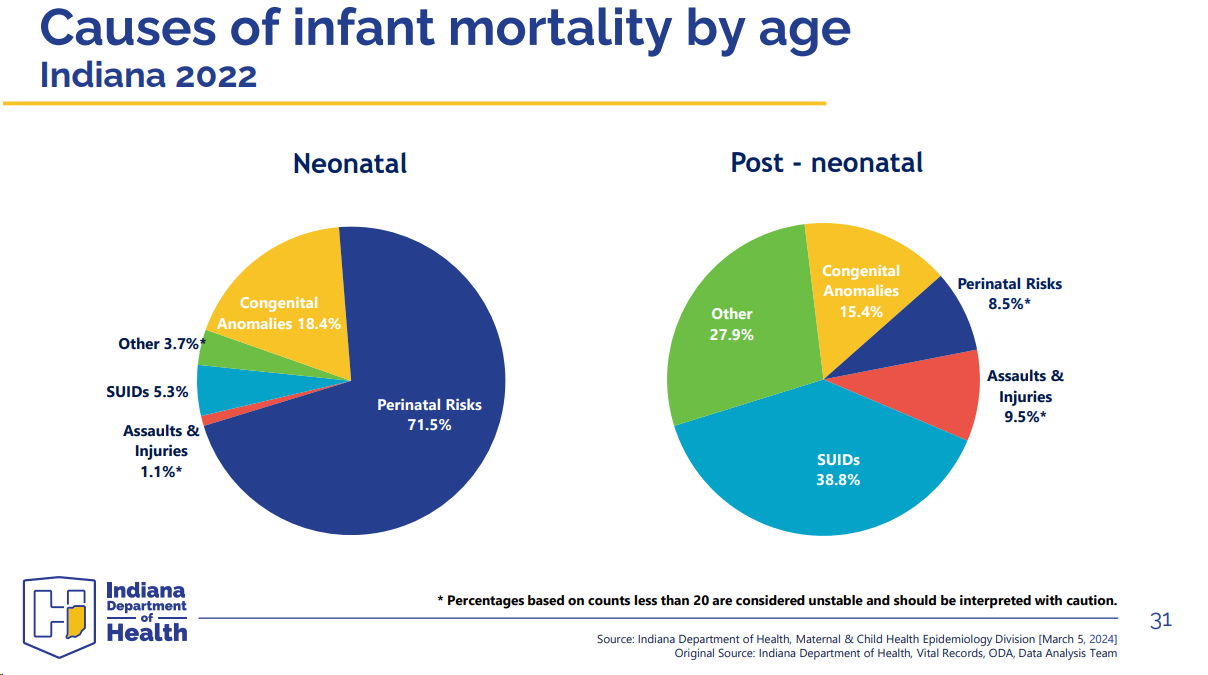 Causes of infant mortality by age
Indiana 2022
Neonatal
Congenital
Anomalies 18.4%
Other 3.7%*
SUIDs 5.3%
Assaults &
Injuries
1.1%*
Perinatal Risks
71.5%
Post - neonatal
Congenital
Anomalies
15.4%
Perinatal Risks
8.5%*
Other
27.9%
Assaults &
Injuries
9.5%*
SUIDs
38.8%
Indiana
Department
of
Health
* Percentages based on counts less than 20 are considered unstable and should be interpreted with caution.
31
Source: Indiana Department of Health, Maternal & Child Health Epidemiology Division [March 5, 2024]
Original Source: Indiana Department of Health, Vital Records, ODA, Data Analysis Team